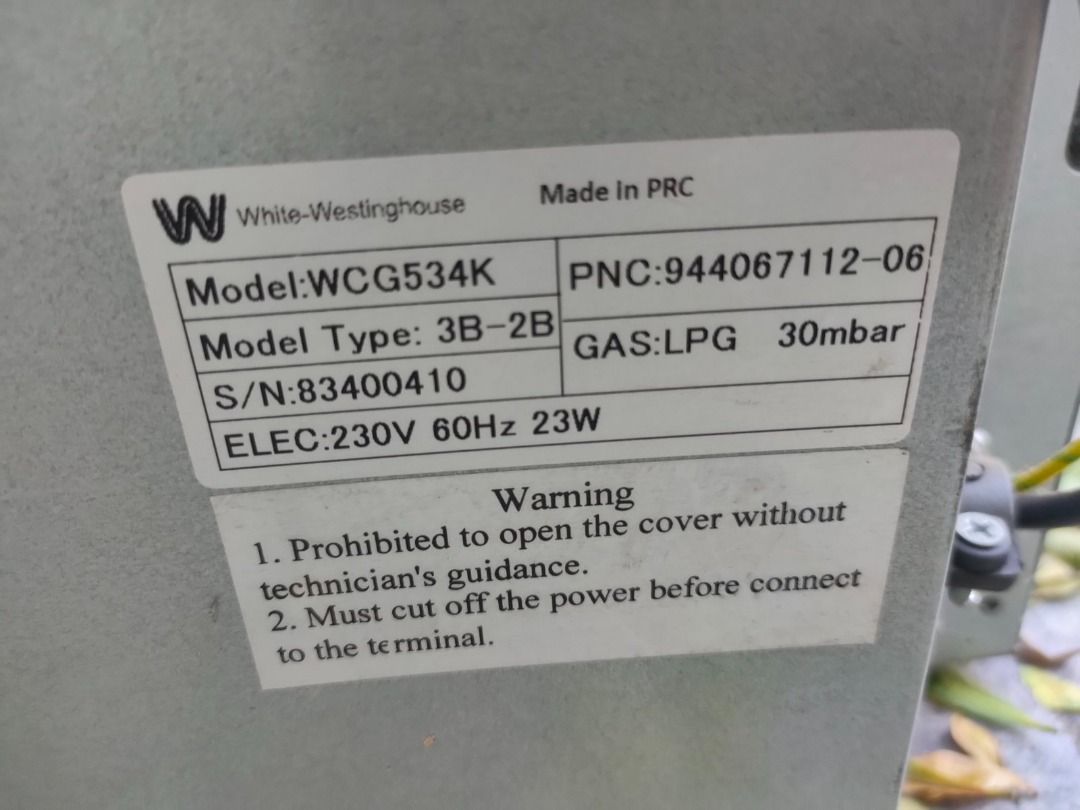 W White-Westinghouse Made in PRC
Model:WCG534K PNC:944067112-06
Model Type: 3B-2B GAS:LPG 30mbar
S/N:83400410
ELEC:230V 60Hz 23W
Warning
1. Prohibited to open the cover without
technician's guidance.
2. Must cut off the power before connect
to the terminal.